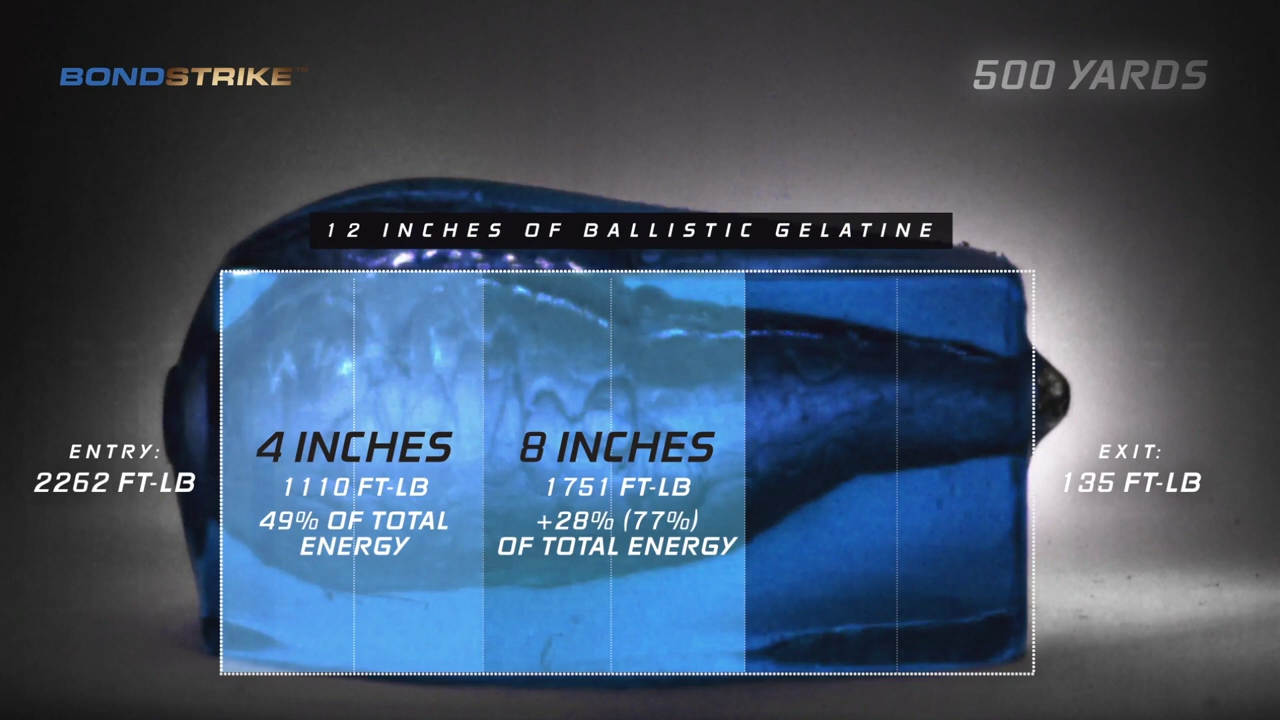 BONDSTRIKE™
500 YARDS
12 INCHES OF BALLISTIC GELATINE
ENTRY:
2262 FT-LB
4 INCHES
1110 FT-LB
49% OF TOTAL
ENERGY
8 INCHES
1751 FT-LB
+28% (77%)
OF TOTAL ENERGY
EXIT:
135 FT-LB